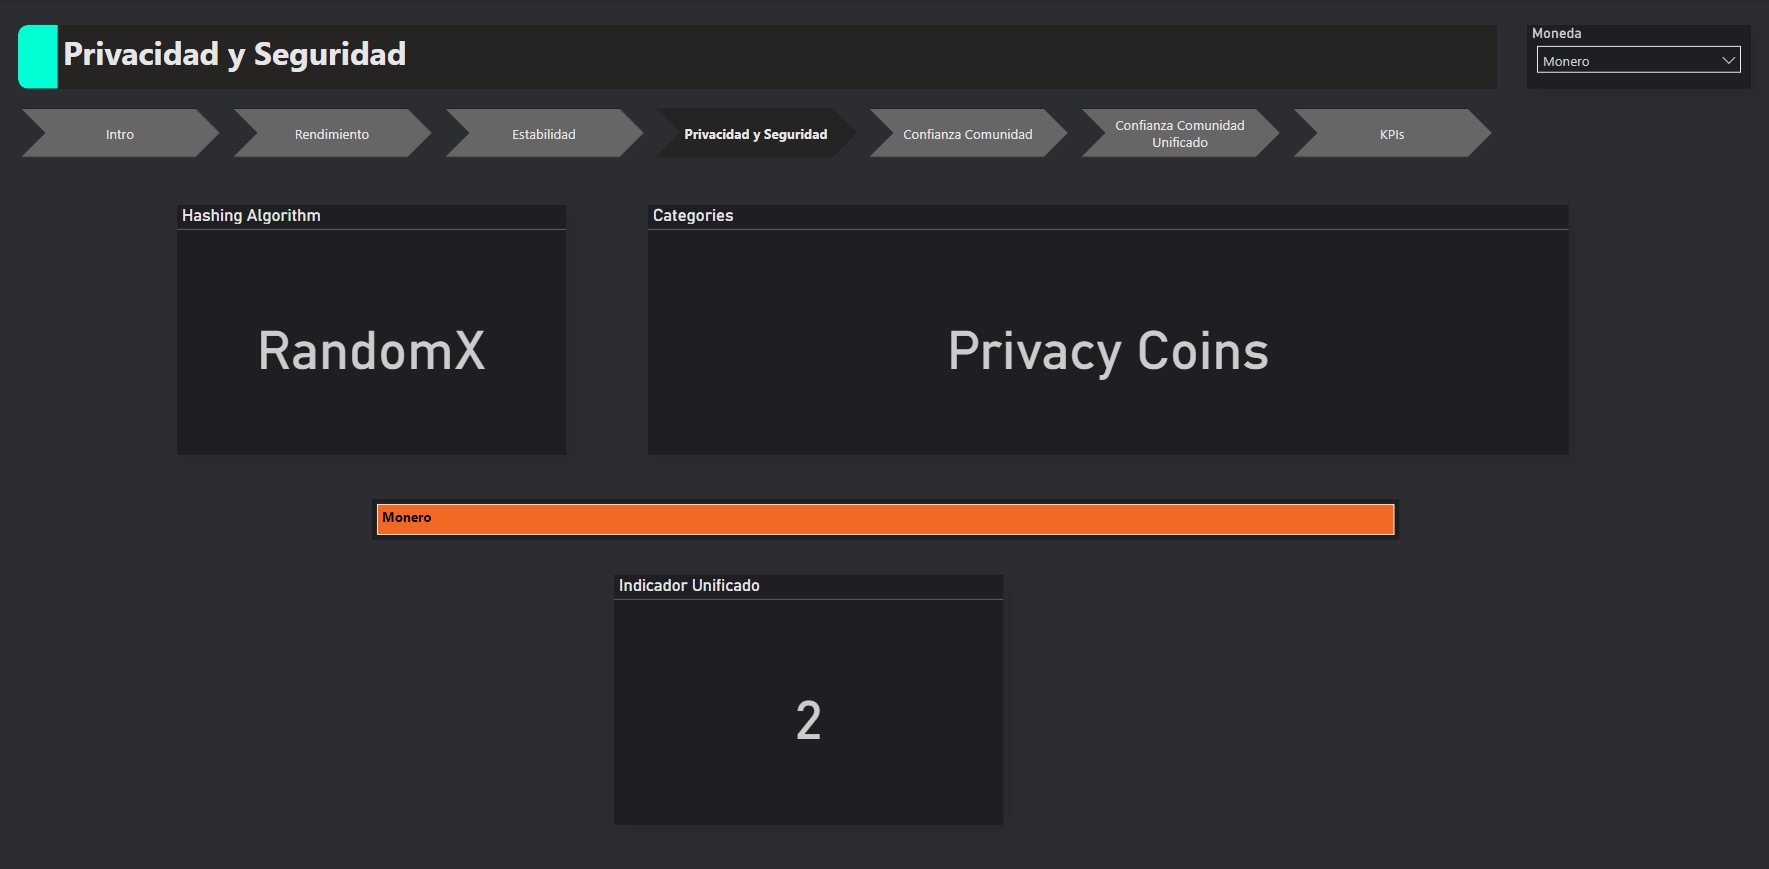 Privacidad y Seguridad
Moneda
Monero
Intro
Rendimiento
Estabilidad
Privacidad y Seguridad
Confianza Comunidad
Confianza Comunidad
Unificado
KPIs
Hashing Algorithm
RandomX
Categories
Privacy Coins
Monero
Indicador Unificado
2